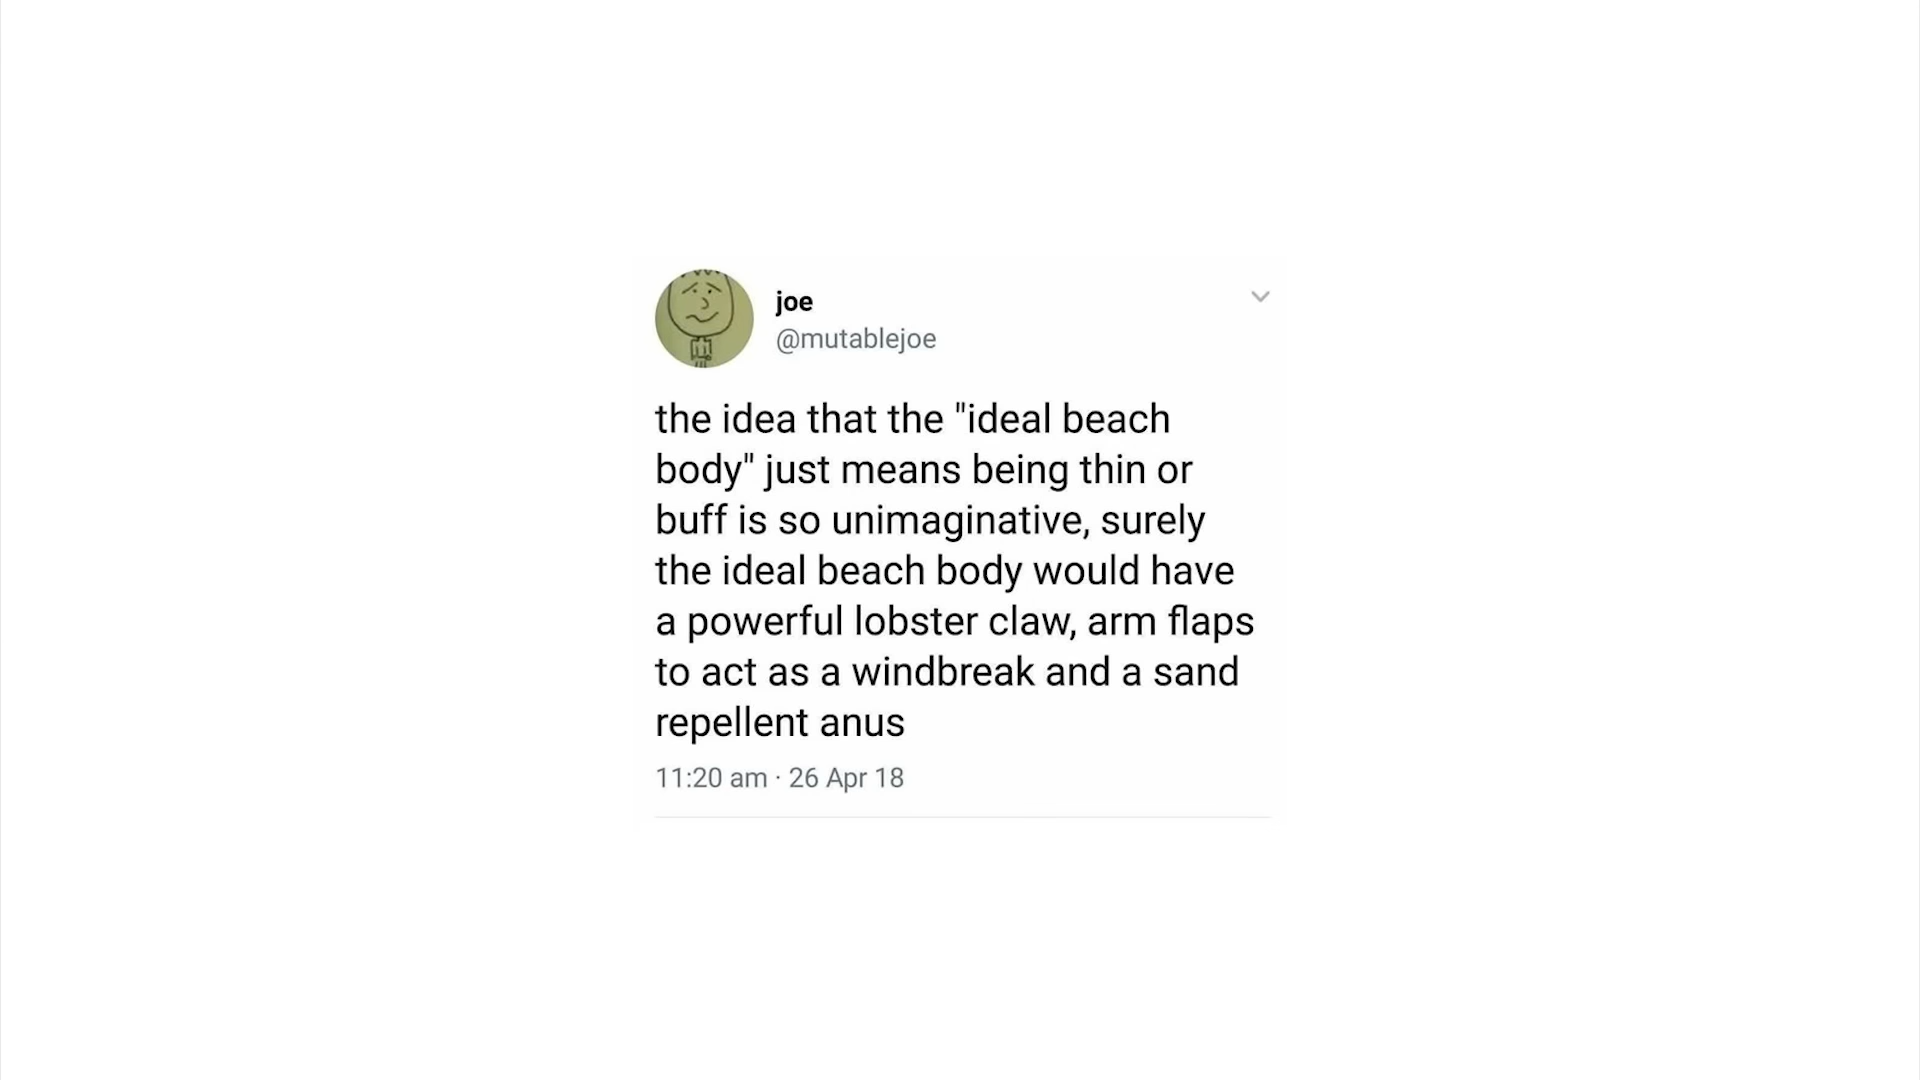 joe
@mutablejoe
the idea that the "ideal beach
body" just means being thin or
buff is so unimaginative, surely
the ideal beach body would have
a powerful lobster claw, arm flaps
to act as a windbreak and a sand
repellent anus
11:20 am · 26 Apr 18